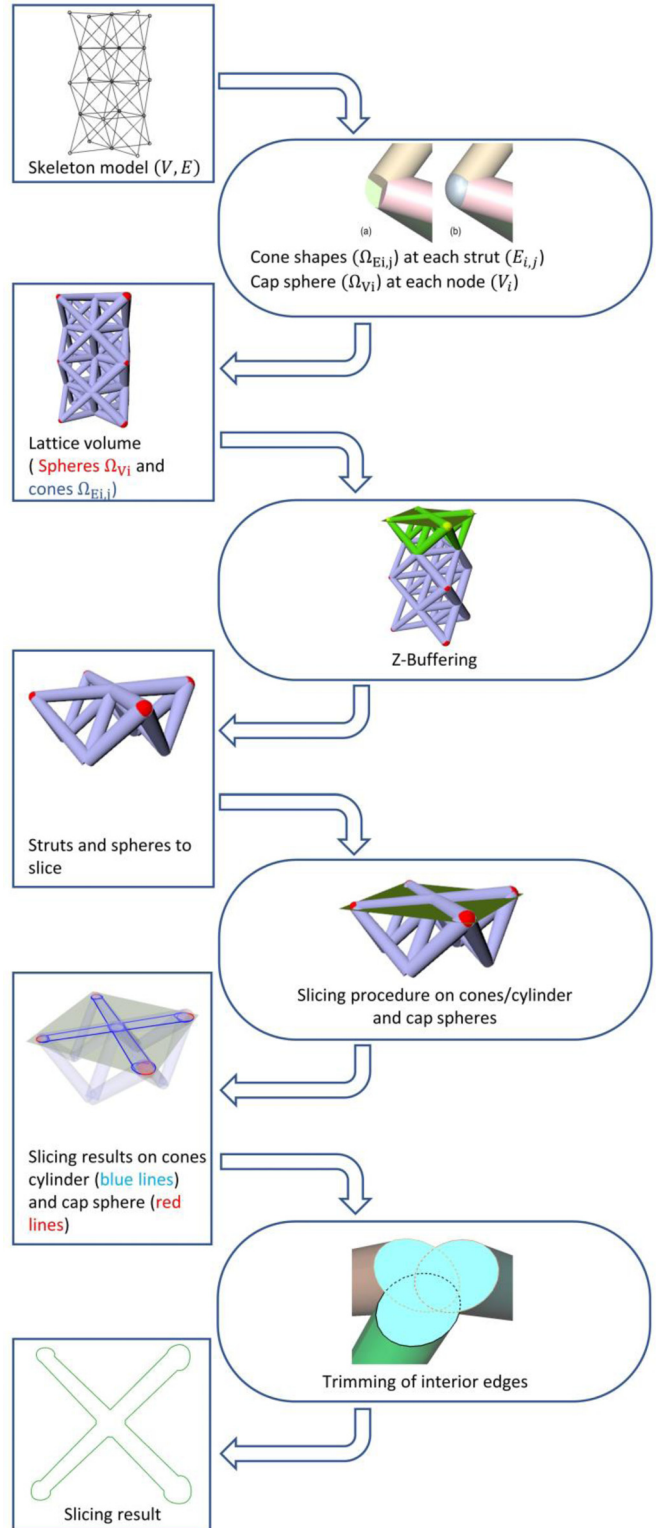 Skeleton model (V, E)
(a) (b)
Cone shapes (Ω_Ei,j) at each strut (E_i,j)
Cap sphere (Ω_Vi) at each node (V_i)
Lattice volume
( Spheres Ω_Vi and
cones Ω_Ei,j)
Z-Buffering
Struts and spheres to
slice
Slicing procedure on cones/cylinder
and cap spheres
Slicing results on cones
cylinder (blue lines)
and cap sphere (red
lines)
Trimming of interior edges
Slicing result